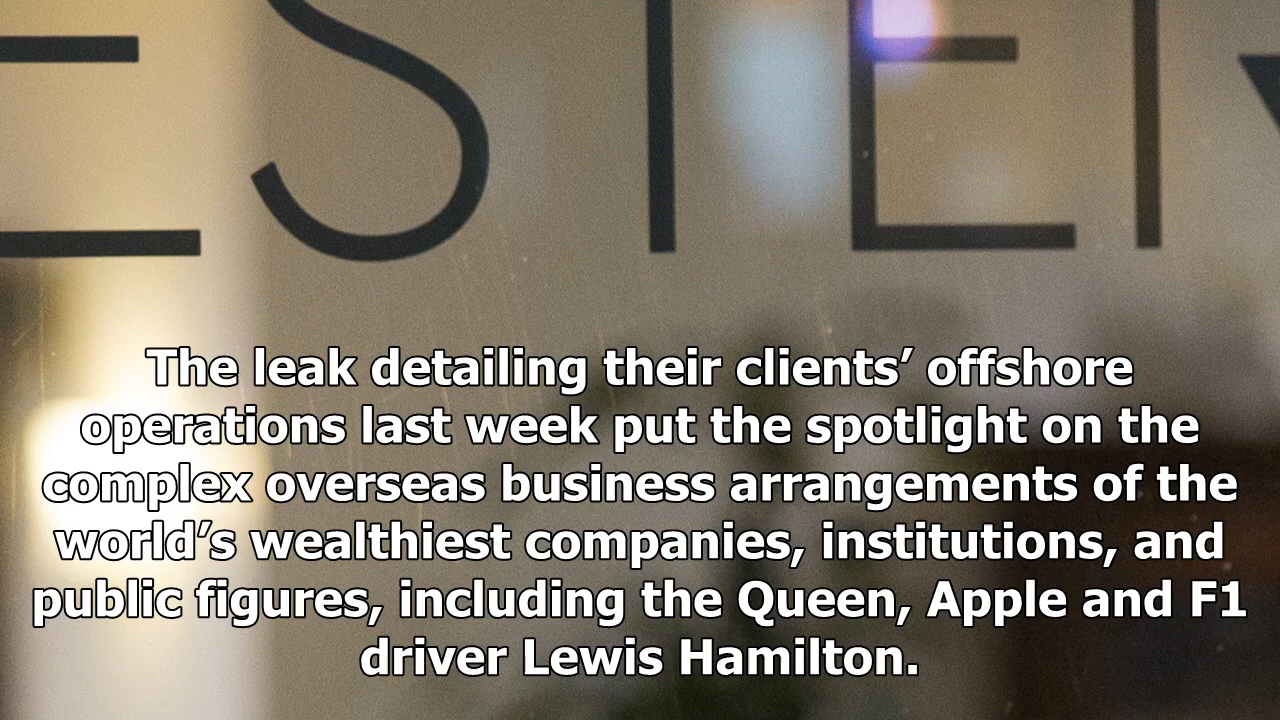 ESTER
The leak detailing their clients’ offshore
operations last week put the spotlight on the
complex overseas business arrangements of the
world’s wealthiest companies, institutions, and
public figures, including the Queen, Apple and F1
driver Lewis Hamilton.